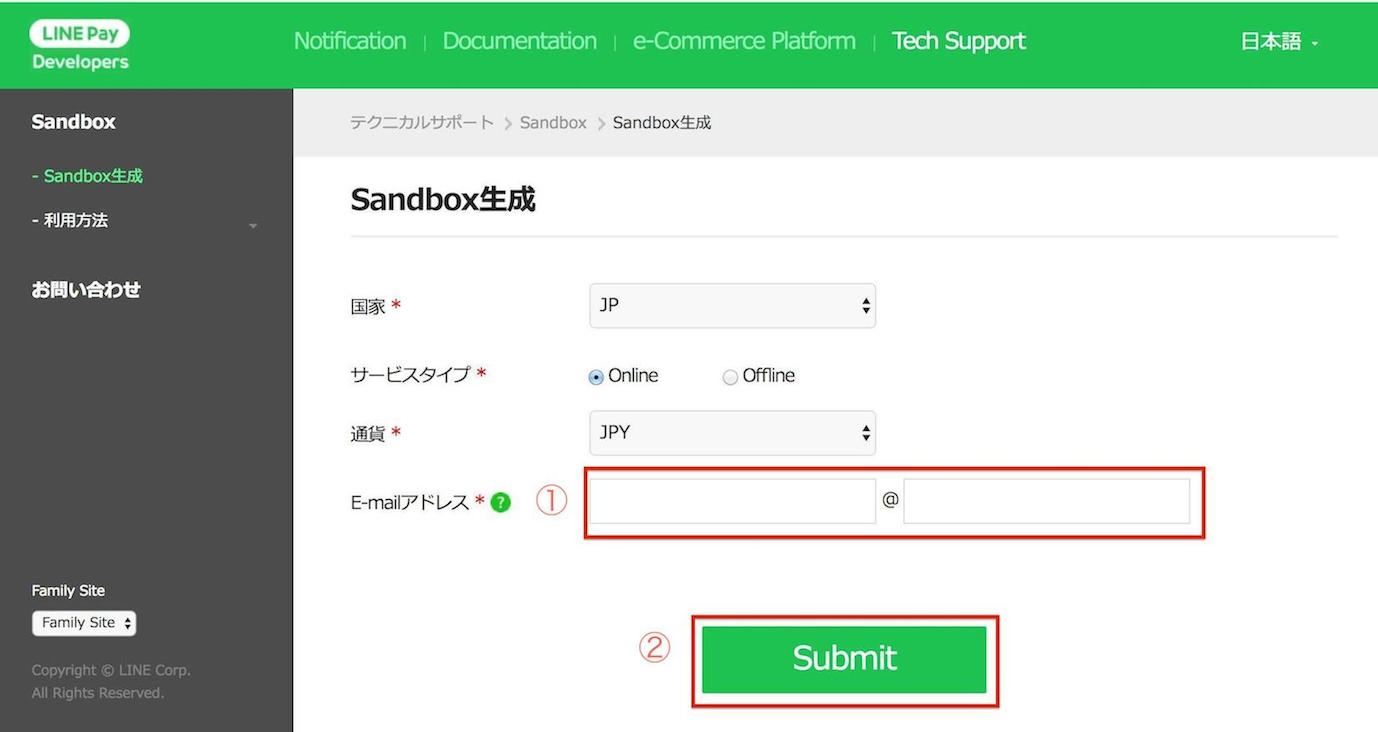 LINE Pay
Developers
Notification | Documentation | e-Commerce Platform | Tech Support
日本語
Sandbox
- Sandbox生成
- 利用方法
お問い合わせ
Family Site
Family Site
Copyright © LINE Corp.
All Rights Reserved.
テクニカルサポート > Sandbox > Sandbox生成
Sandbox生成
国家 * JP
サービスタイプ * Online Offline
通貨 * JPY
E-mailアドレス * ? ① @
② Submit